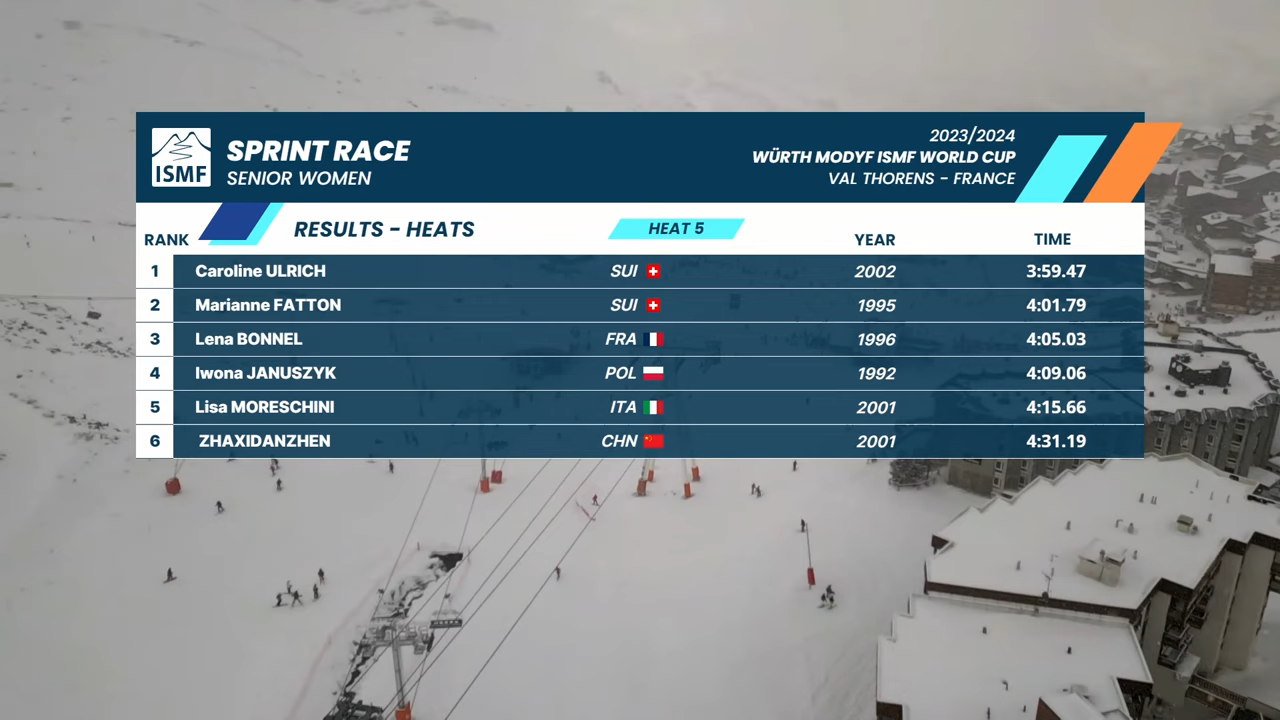 ISMF
SPRINT RACE
SENIOR WOMEN
2023/2024
WÜRTH MODYF ISMF WORLD CUP
VAL THORENS - FRANCE
RANK RESULTS - HEATS HEAT 5 YEAR TIME
1 Caroline ULRICH SUI 2002 3:59.47
2 Marianne FATTON SUI 1995 4:01.79
3 Lena BONNEL FRA 1996 4:05.03
4 Iwona JANUSZYK POL 1992 4:09.06
5 Lisa MORESCHINI ITA 2001 4:15.66
6 ZHAXIDANZHEN CHN 2001 4:31.19